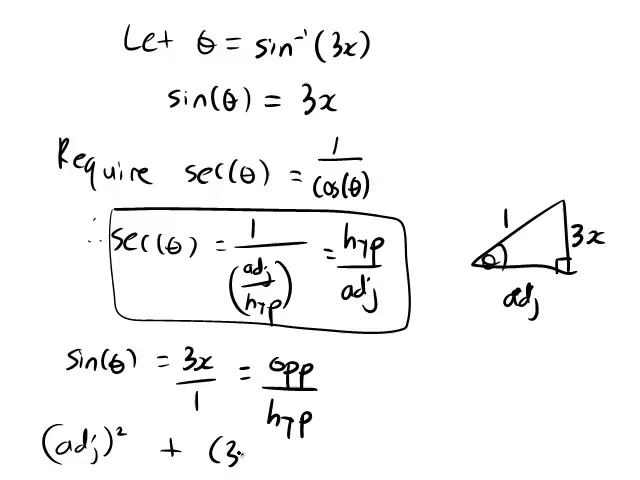 Let θ = sin⁻¹(3x)
sin(θ) = 3x
Require sec(θ) = 1/cos(θ)
∴ sec(θ) = 1/(adj/hyp) = hyp/adj
1
3x
θ
adj
sin(θ) = 3x/1 = opp/hyp
(adj)² + (3